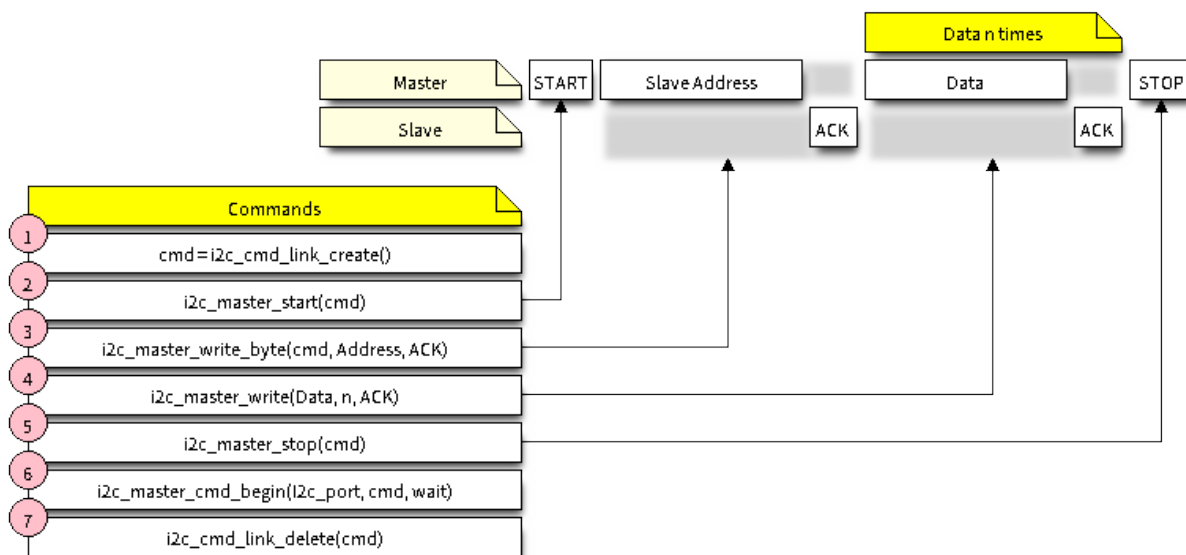 Data n times
Master START Slave Address Data STOP
Slave ACK ACK
Commands
1
cmd=i2c_cmd_link_create()
2
i2c_master_start(cmd)
3
i2c_master_write_byte(cmd, Address, ACK)
4
i2c_master_write(Data, n, ACK)
5
i2c_master_stop(cmd)
6
i2c_master_cmd_begin(I2c_port, cmd, wait)
7
i2c_cmd_link_delete(cmd)